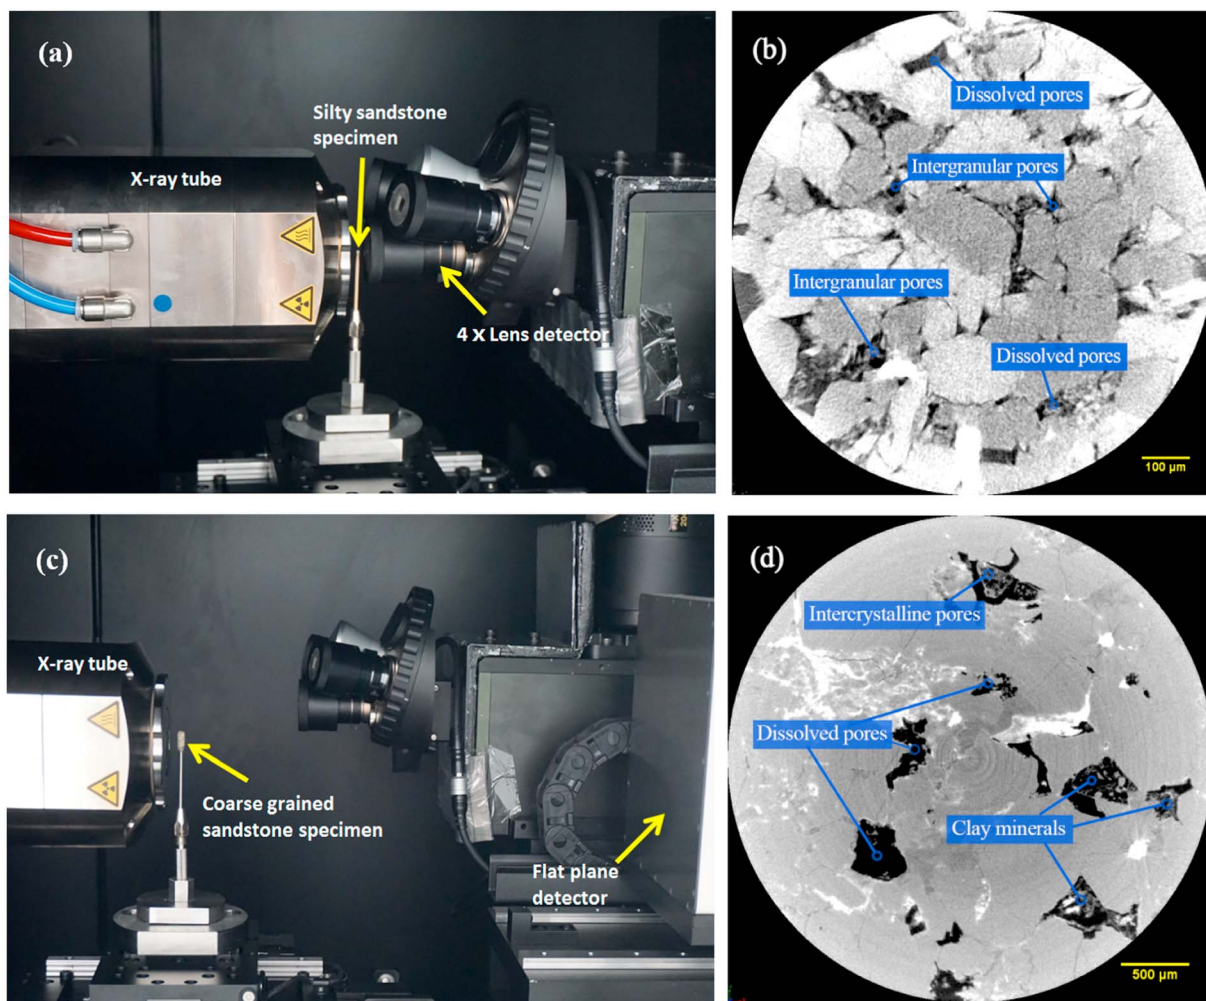 (a)
Silty sandstone
specimen
X-ray tube
4 X Lens detector
(b)
Dissolved pores
Intergranular pores
Intergranular pores
Dissolved pores
100 μm
(c)
X-ray tube
Coarse grained
sandstone specimen
Flat plane
detector
(d)
Intercrystalline pores
Dissolved pores
Clay minerals
500 μm